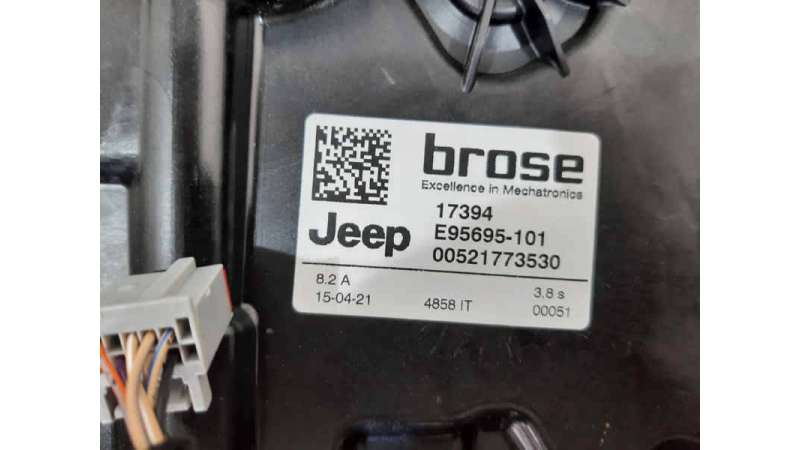 brose
Excellence in Mechatronics
17394
Jeep E95695-101
00521773530
8.2 A 3.8 s
15-04-21 4858 IT 00051